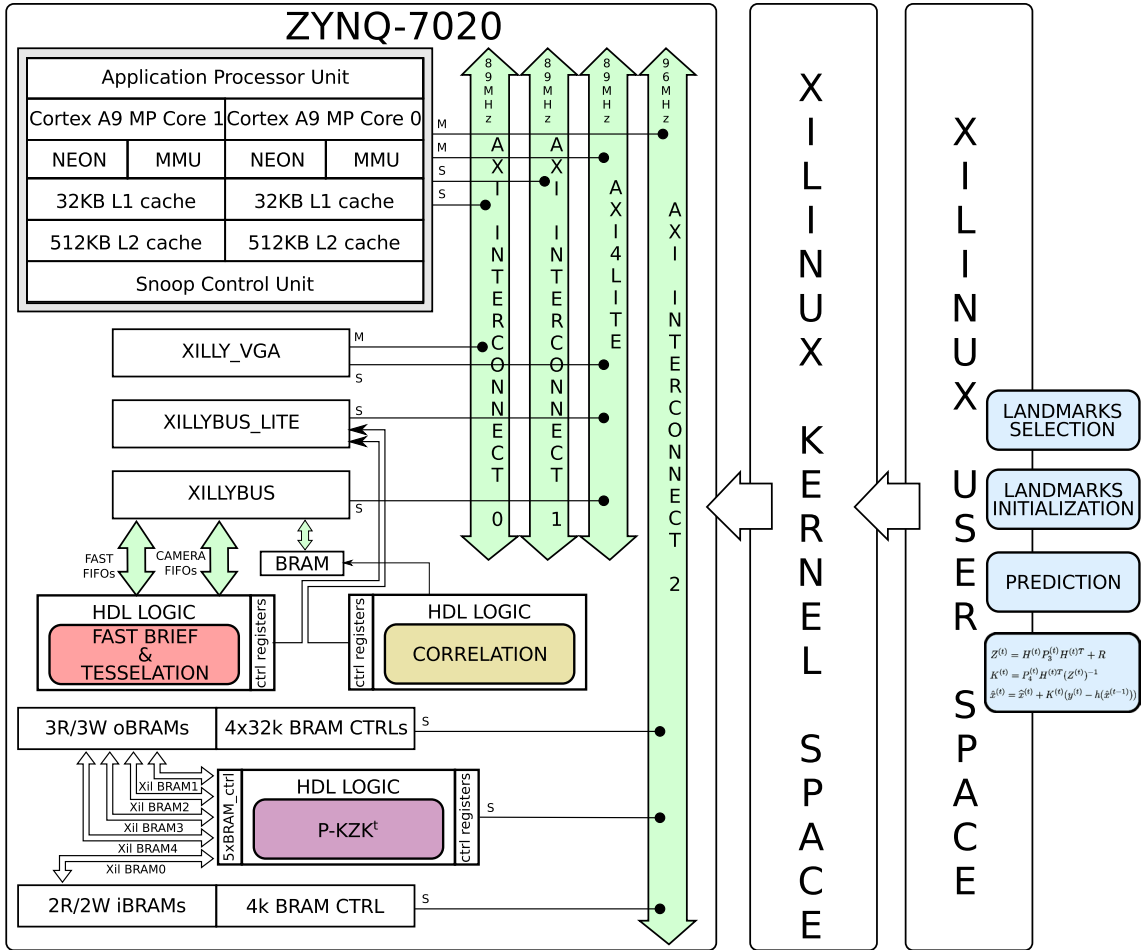 ZYNQ-7020
Application Processor Unit
Cortex A9 MP Core 1
Cortex A9 MP Core 0
NEON
MMU
NEON
MMU
32KB L1 cache
32KB L1 cache
512KB L2 cache
512KB L2 cache
Snoop Control Unit
M
M
S
S
89MHz
AXI INTERCONNECT 0
89MHz
AXI INTERCONNECT 1
89MHz
AXI4LITE
96MHz
AXI INTERCONNECT 2
XILLY_VGA
M
S
XILLYBUS_LITE
S
XILLYBUS
S
FAST
FIFOs
CAMERA
FIFOs
BRAM
HDL LOGIC
FAST BRIEF
&
TESSELATION
ctrl registers
ctrl registers
HDL LOGIC
CORRELATION
3R/3W oBRAMs
4x32k BRAM CTRLs
S
Xil BRAM1
Xil BRAM2
Xil BRAM3
Xil BRAM4
Xil BRAM0
5xBRAM_ctrl
HDL LOGIC
P-KZKᵗ
ctrl registers
S
2R/2W iBRAMs
4k BRAM CTRL
S
XILINUX KERNEL SPACE
XILINUX USER SPACE
LANDMARKS
SELECTION
LANDMARKS
INITIALIZATION
PREDICTION
Z^(t) = H^(t) P_3^(t) H^(t)T + R
K^(t) = P_4^(t) H^(t)T (Z^(t))^-1
x̂^(t) = x̂^(t) + K^(t)(y^(t) − h(x̂^(t−1)))